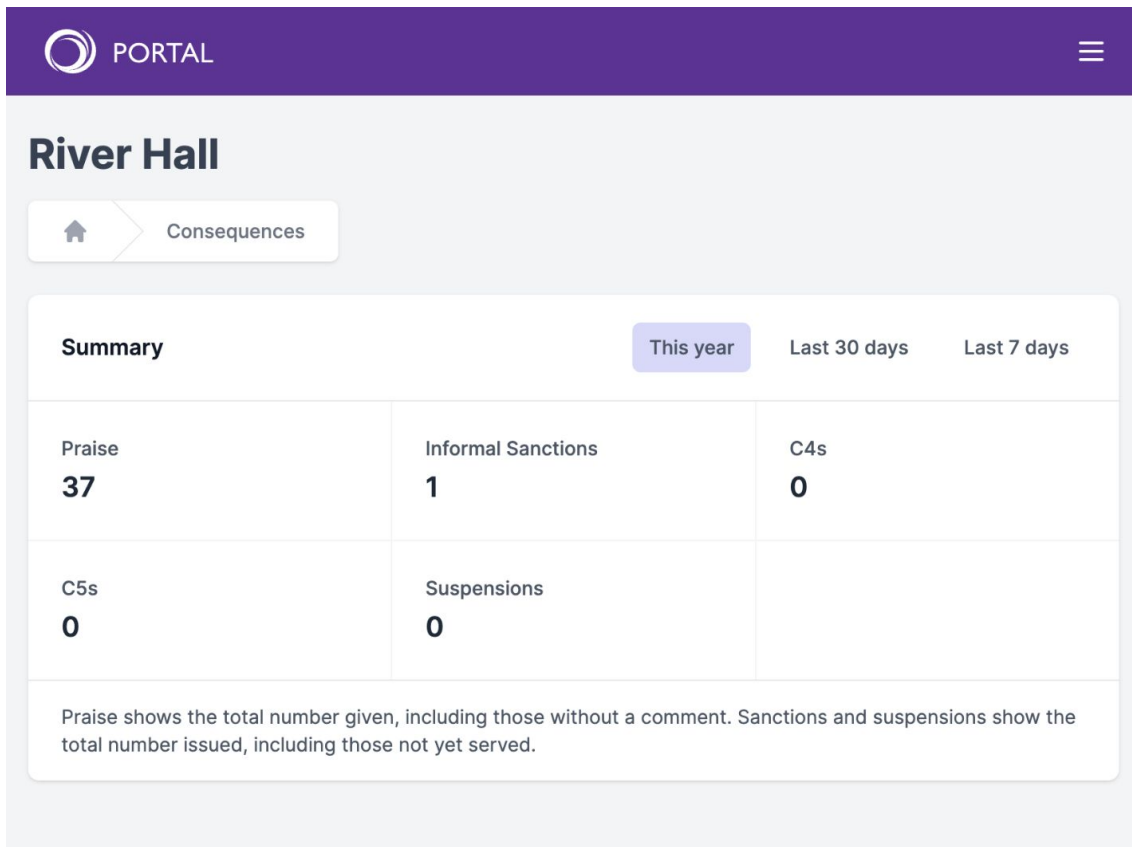 PORTAL
River Hall
Consequences
Summary
This year
Last 30 days
Last 7 days
Praise
37
Informal Sanctions
1
C4s
0
C5s
0
Suspensions
0
Praise shows the total number given, including those without a comment. Sanctions and suspensions show the
total number issued, including those not yet served.